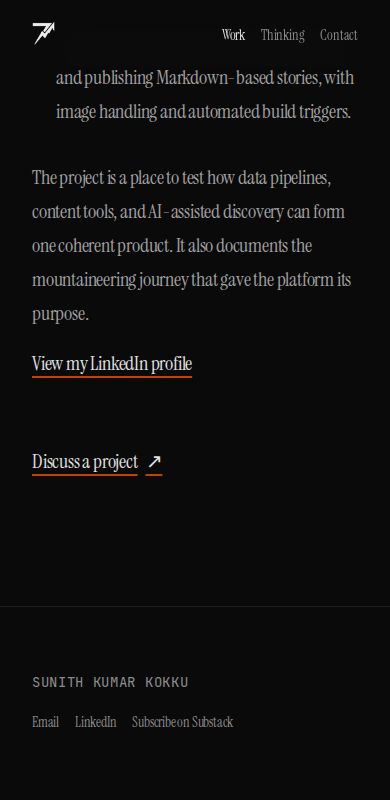 Work Thinking Contact
and publishing Markdown-based stories, with
image handling and automated build triggers.
The project is a place to test how data pipelines,
content tools, and AI-assisted discovery can form
one coherent product. It also documents the
mountaineering journey that gave the platform its
purpose.
View my LinkedIn profile
Discuss a project ↗
SUNITH KUMAR KOKKU
Email LinkedIn Subscribe on Substack